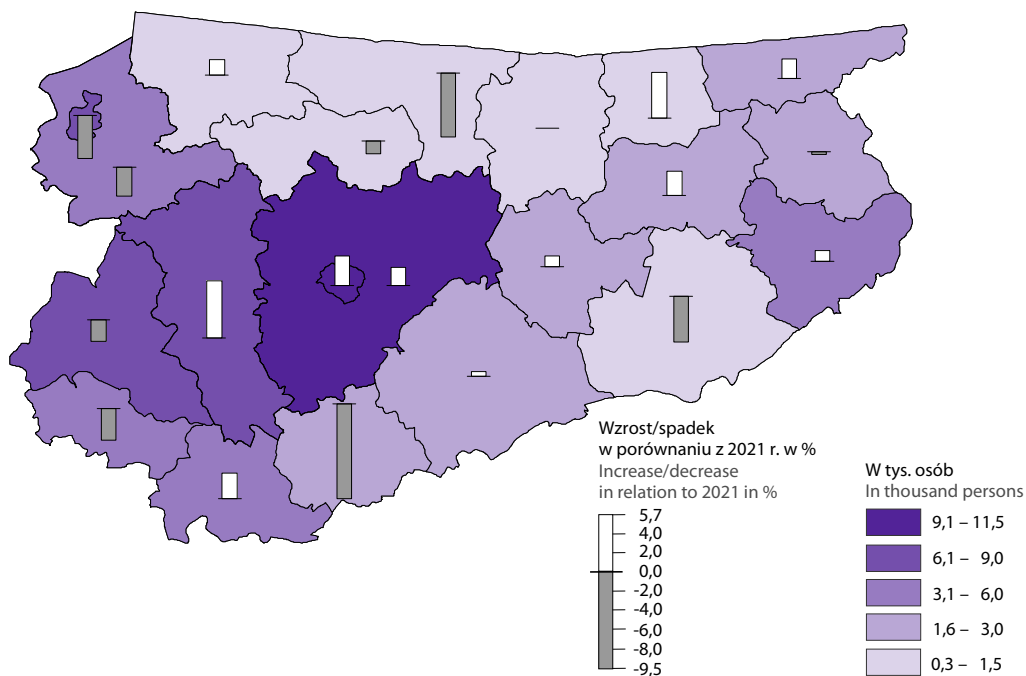 Wzrost/spadek
w porównaniu z 2021 r. w %
Increase/decrease
in relation to 2021 in %
5,7
4,0
2,0
0,0
-2,0
-4,0
-6,0
-8,0
-9,5
W tys. osób
In thousand persons
9,1 – 11,5
6,1 – 9,0
3,1 – 6,0
1,6 – 3,0
0,3 – 1,5